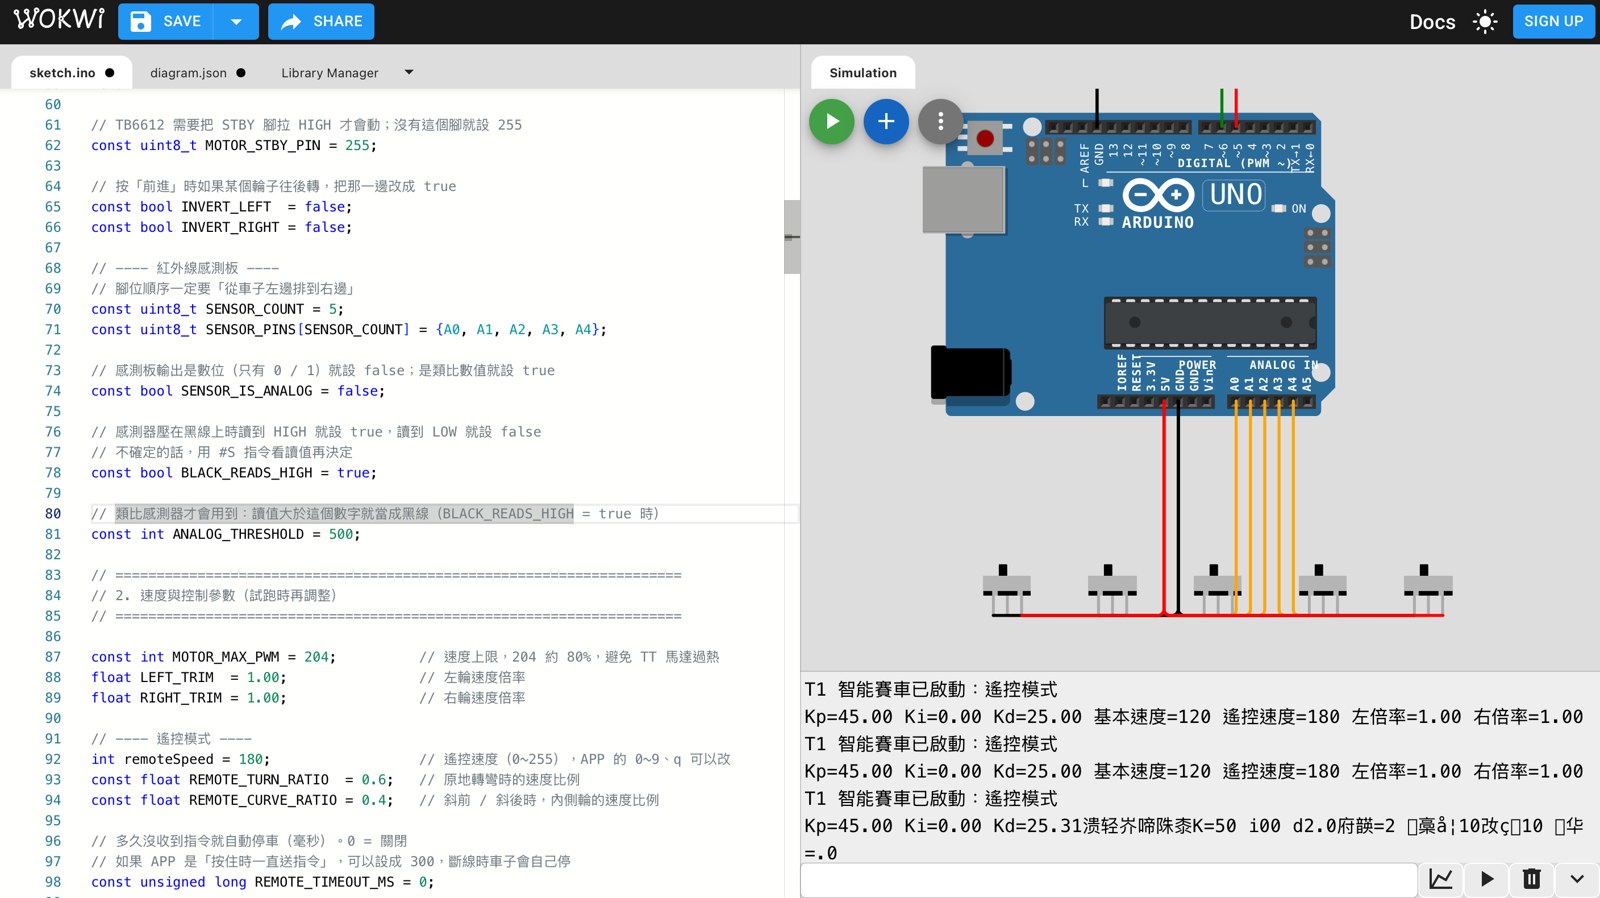 WOKWI
SAVE
SHARE
Docs
SIGN UP
sketch.ino
diagram.json
Library Manager
60
61 // TB6612 需要把 STBY 腳拉 HIGH 才會動；沒有這個腳就設 255
62 const uint8_t MOTOR_STBY_PIN = 255;
63
64 // 按「前進」時如果某個輪子往後轉，把那一邊改成 true
65 const bool INVERT_LEFT  = false;
66 const bool INVERT_RIGHT = false;
67
68 // ---- 紅外線感測板 ----
69 // 腳位順序一定要「從車子左邊排到右邊」
70 const uint8_t SENSOR_COUNT = 5;
71 const uint8_t SENSOR_PINS[SENSOR_COUNT] = {A0, A1, A2, A3, A4};
72
73 // 感測板輸出是數位（只有 0 / 1）就設 false；是類比數值就設 true
74 const bool SENSOR_IS_ANALOG = false;
75
76 // 感測器壓在黑線上時讀到 HIGH 就設 true，讀到 LOW 就設 false
77 // 不確定的話，用 #S 指令看讀值再決定
78 const bool BLACK_READS_HIGH = true;
79
80 // 類比感測器才會用到：讀值大於這個數字就當成黑線（BLACK_READS_HIGH = true 時）
81 const int ANALOG_THRESHOLD = 500;
82
83 // =====================================================================
84 // 2. 速度與控制參數（試跑時再調整）
85 // =====================================================================
86
87 const int MOTOR_MAX_PWM = 204;          // 速度上限，204 約 80%，避免 TT 馬達過熱
88 float LEFT_TRIM  = 1.00;                // 左輪速度倍率
89 float RIGHT_TRIM = 1.00;                // 右輪速度倍率
90
91 // ---- 遙控模式 ----
92 int remoteSpeed = 180;                  // 遙控速度（0~255），APP 的 0~9、q 可以改
93 const float REMOTE_TURN_RATIO  = 0.6;   // 原地轉彎時的速度比例
94 const float REMOTE_CURVE_RATIO = 0.4;   // 斜前 / 斜後時，內側輪的速度比例
95
96 // 多久沒收到指令就自動停車（毫秒）。0 = 關閉
97 // 如果 APP 是「按住時一直送指令」，可以設成 300，斷線時車子會自己停
98 const unsigned long REMOTE_TIMEOUT_MS = 0;
Simulation
AREF GND 13 12 ~11 ~10 ~9 8 7 ~6 ~5 4 ~3 2 TX→1 RX←0
DIGITAL (PWM ~)
L
TX
RX
UNO
ARDUINO
ON
IOREF RESET 3.3V 5V GND GND Vin A0 A1 A2 A3 A4 A5
POWER
ANALOG IN
T1 智能賽車已啟動：遙控模式
Kp=45.00 Ki=0.00 Kd=25.00 基本速度=120 遙控速度=180 左倍率=1.00 右倍率=1.00
T1 智能賽車已啟動：遙控模式
Kp=45.00 Ki=0.00 Kd=25.00 基本速度=120 遙控速度=180 左倍率=1.00 右倍率=1.00
T1 智能賽車已啟動：遙控模式
Kp=45.00 Ki=0.00 Kd=25.31 K=50 i00 d2.0 =2 10改 10
=.0